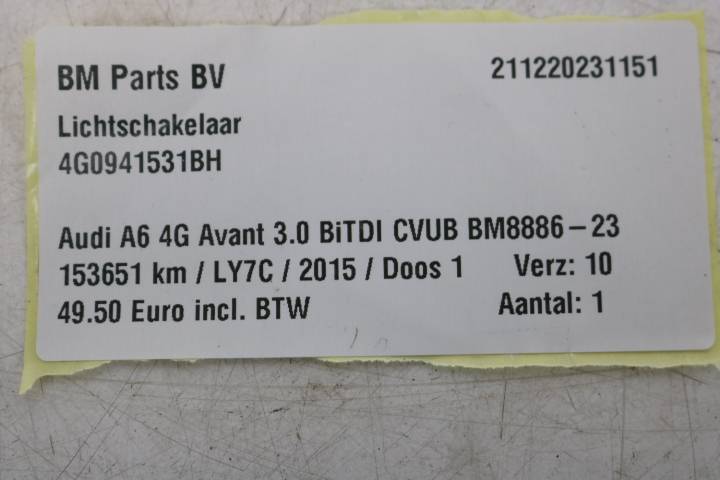 BM Parts BV 211220231151
Lichtschakelaar
4G0941531BH
Audi A6 4G Avant 3.0 BiTDI CVUB BM8886-23
153651 km / LY7C / 2015 / Doos 1 Verz: 10
49.50 Euro incl. BTW Aantal: 1